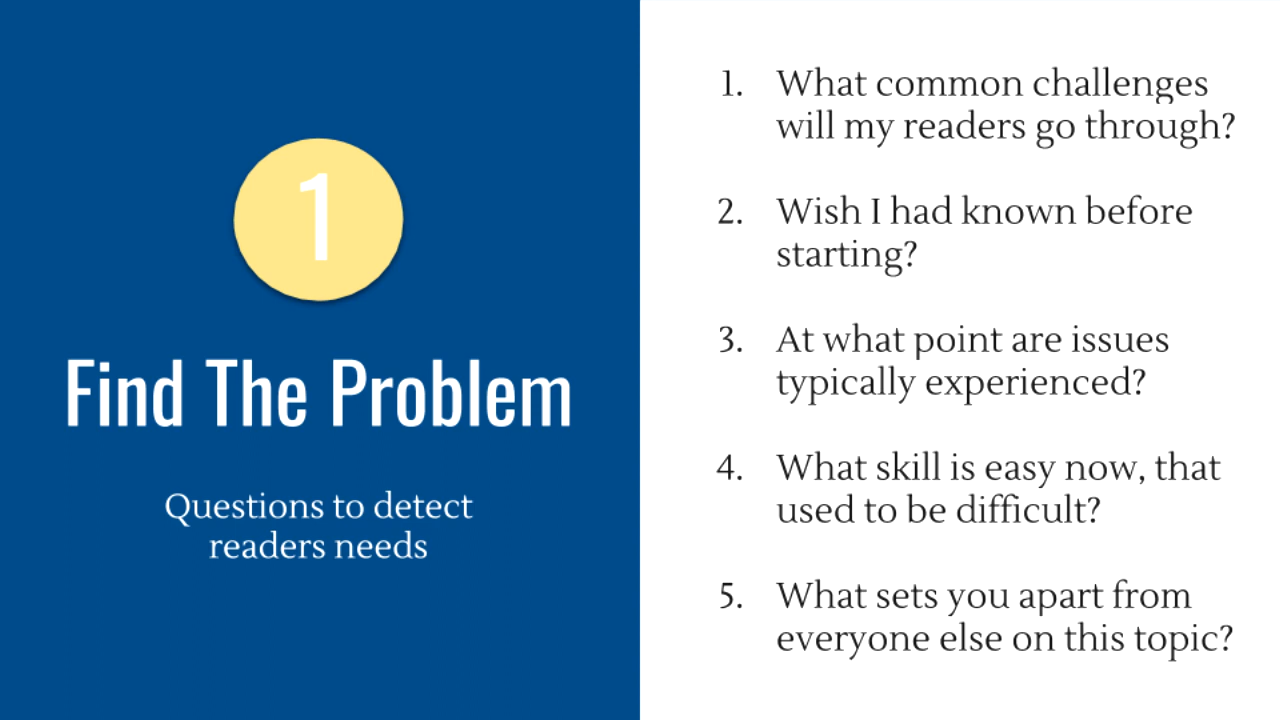 1
Find The Problem
Questions to detect
readers needs
1. What common challenges
will my readers go through?
2. Wish I had known before
starting?
3. At what point are issues
typically experienced?
4. What skill is easy now, that
used to be difficult?
5. What sets you apart from
everyone else on this topic?